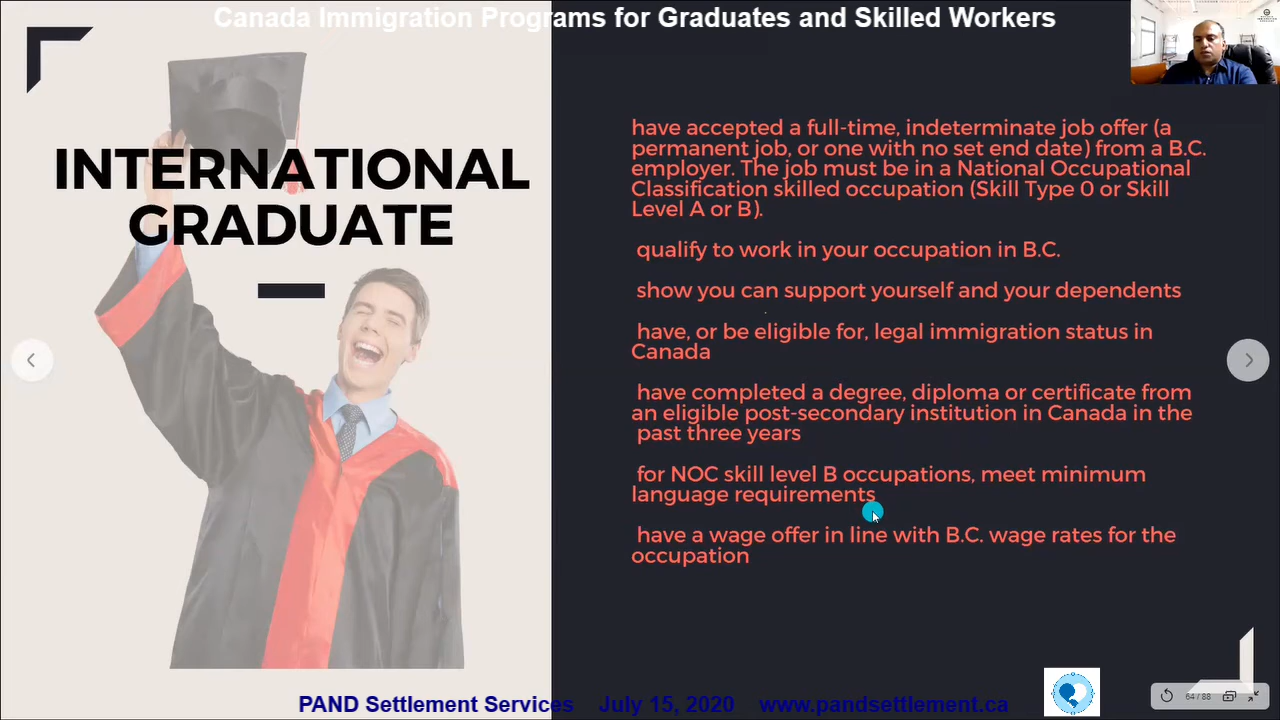 Canada Immigration Programs for Graduates and Skilled Workers
INTERNATIONAL
GRADUATE
have accepted a full-time, indeterminate job offer (a
permanent job, or one with no set end date) from a B.C.
employer. The job must be in a National Occupational
Classification skilled occupation (Skill Type 0 or Skill
Level A or B).
qualify to work in your occupation in B.C.
show you can support yourself and your dependents
have, or be eligible for, legal immigration status in
Canada
have completed a degree, diploma or certificate from
an eligible post-secondary institution in Canada in the
past three years
for NOC skill level B occupations, meet minimum
language requirements
have a wage offer in line with B.C. wage rates for the
occupation
PAND Settlement Services July 15, 2020 www.pandsettlement.ca
64 / 88